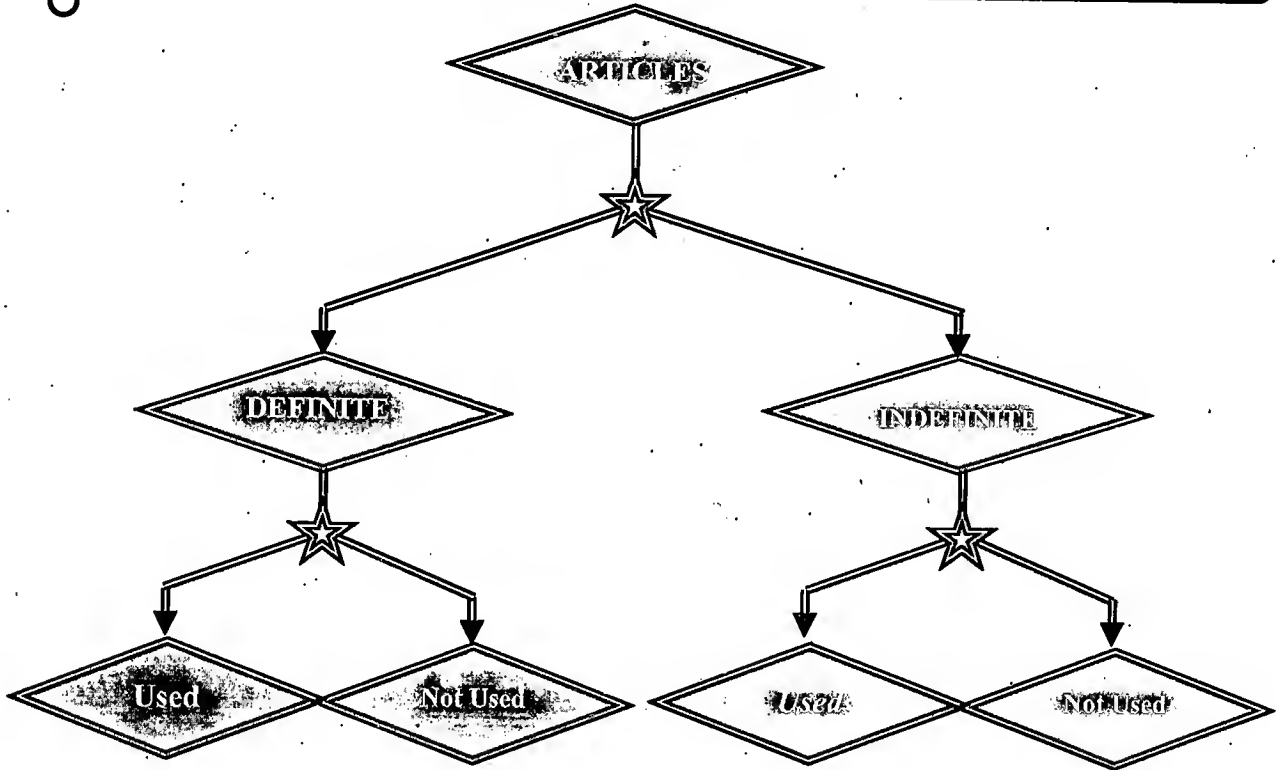 ARTICLES
DEFINITE
INDEFINITE
Used
Not Used
Used
Not Used